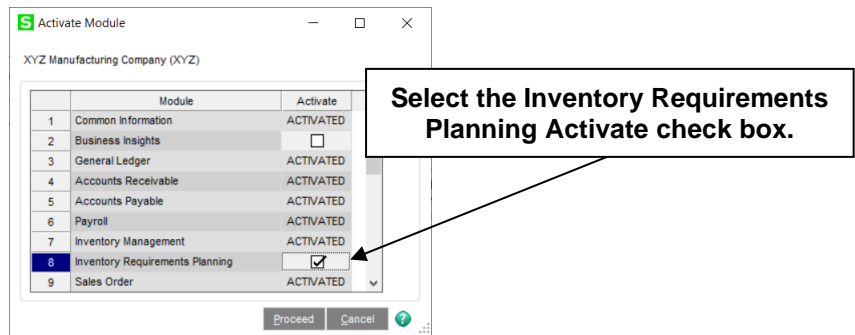 S Activate Module
XYZ Manufacturing Company (XYZ)
Select the Inventory Requirements
Planning Activate check box.
Module Activate
1 Common Information ACTIVATED
2 Business Insights
3 General Ledger ACTIVATED
4 Accounts Receivable ACTIVATED
5 Accounts Payable ACTIVATED
6 Payroll ACTIVATED
7 Inventory Management ACTIVATED
8 Inventory Requirements Planning
9 Sales Order ACTIVATED
Proceed Cancel ?